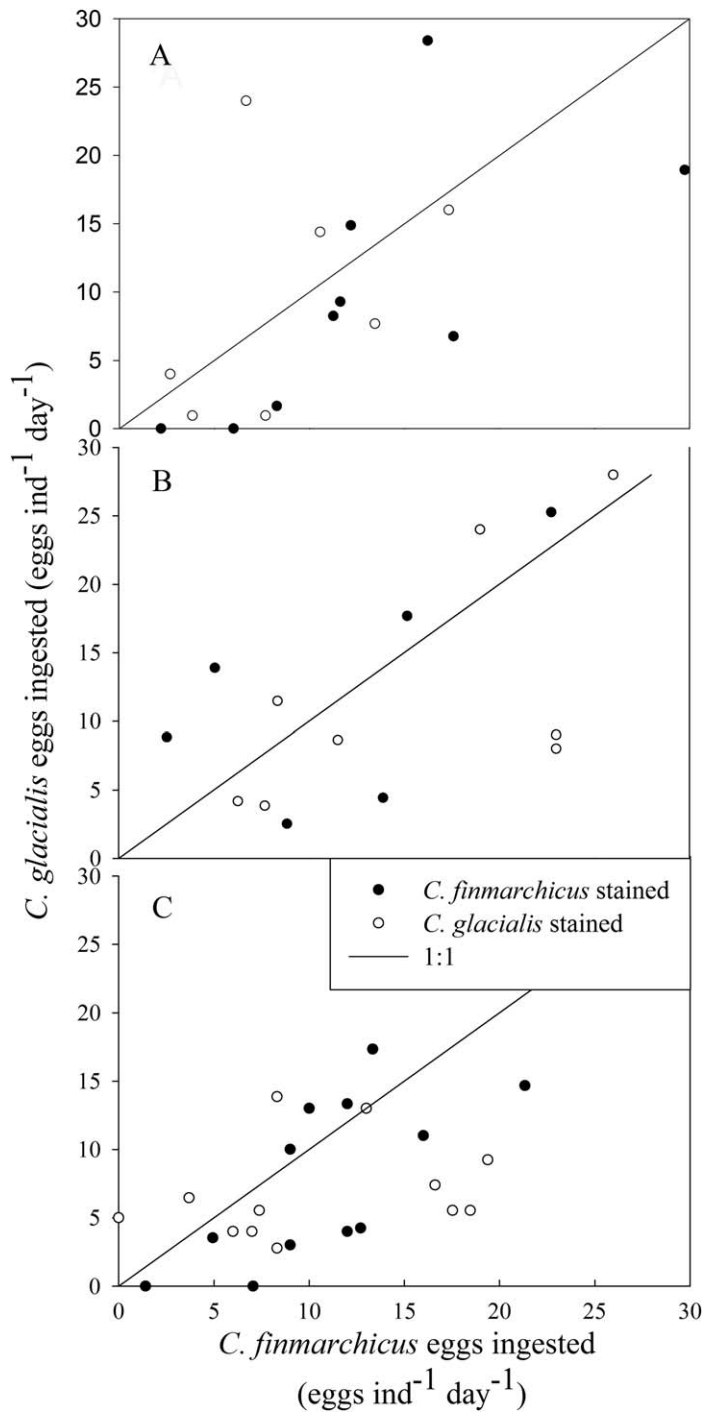 C. glacialis eggs ingested (eggs ind-1 day-1)
A
30
25
20
15
10
5
0
B
30
25
20
15
10
5
0
C
30
25
20
15
10
5
0
C. finmarchicus stained
C. glacialis stained
1:1
0 5 10 15 20 25 30
C. finmarchicus eggs ingested
(eggs ind-1 day-1)